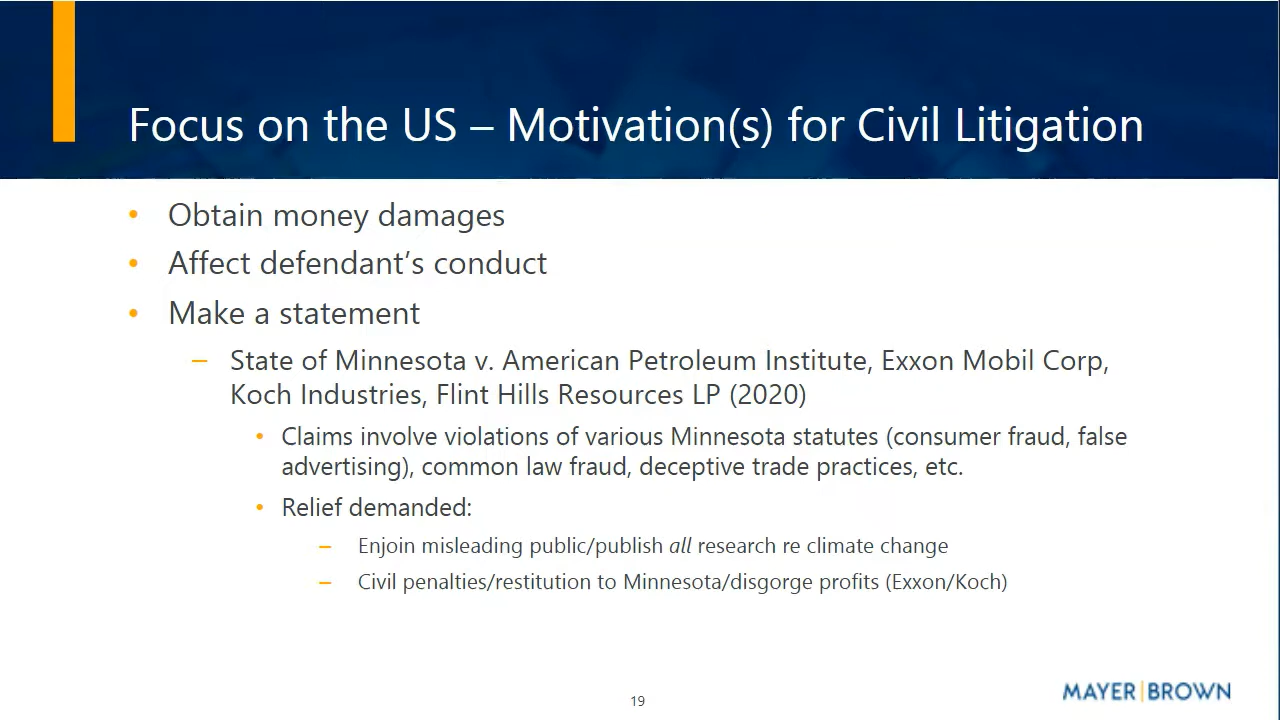 Focus on the US – Motivation(s) for Civil Litigation
• Obtain money damages
• Affect defendant’s conduct
• Make a statement
– State of Minnesota v. American Petroleum Institute, Exxon Mobil Corp,
Koch Industries, Flint Hills Resources LP (2020)
• Claims involve violations of various Minnesota statutes (consumer fraud, false
advertising), common law fraud, deceptive trade practices, etc.
• Relief demanded:
– Enjoin misleading public/publish all research re climate change
– Civil penalties/restitution to Minnesota/disgorge profits (Exxon/Koch)
19
MAYER|BROWN